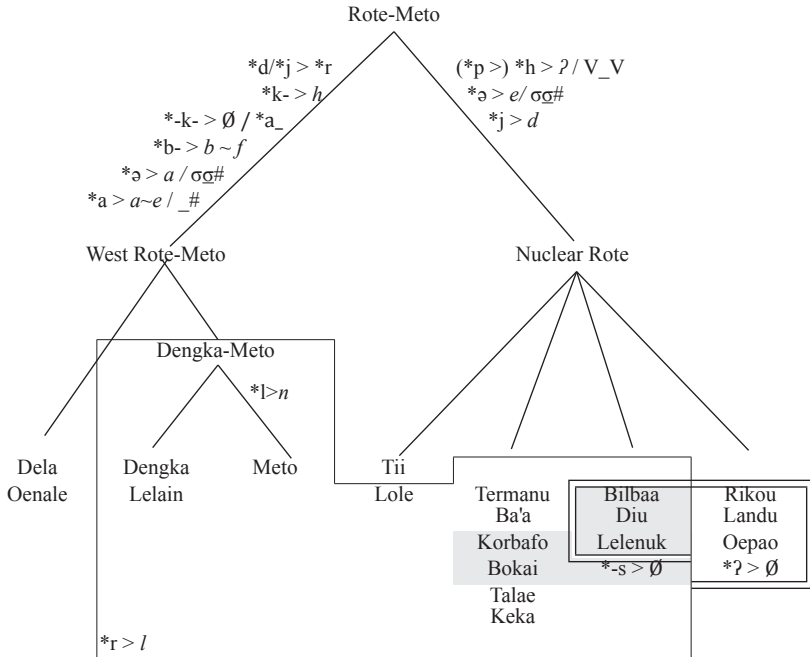 Rote-Meto
*d/*j > *r
*k- > h
*-k- > Ø / *a_
*b- > b ~ f
*ə > a / σσ̲#
*a > a~e / _#
(*p >) *h > ʔ / V_V
*ə > e/ σσ̲#
*j > d
West Rote-Meto
Nuclear Rote
Dengka-Meto
*l>n
Dela
Oenale
Dengka
Lelain
Meto
Tii
Lole
Termanu
Ba'a
Korbafo
Bokai
Talae
Keka
Bilbaa
Diu
Lelenuk
*-s > Ø
Rikou
Landu
Oepao
*ʔ > Ø
*r > l